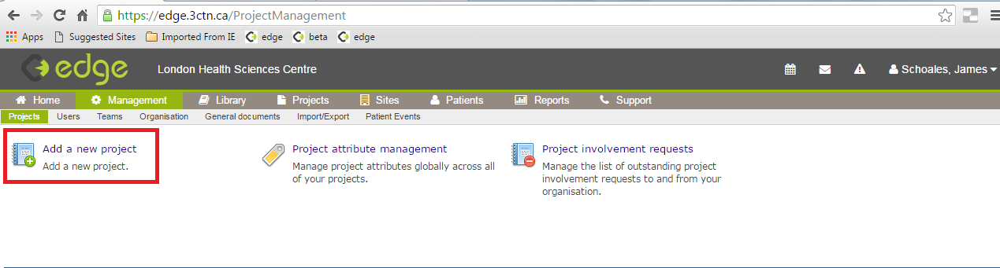 https://edge.3ctn.ca/ProjectManagement
Apps Suggested Sites Imported From IE edge beta edge
edge London Health Sciences Centre Schoales, James
Home Management Library Projects Sites Patients Reports Support
Projects Users Teams Organisation General documents Import/Export Patient Events
Add a new project
Add a new project.
Project attribute management
Manage project attributes globally across all
of your projects.
Project involvement requests
Manage the list of outstanding project
involvement requests to and from your
organisation.